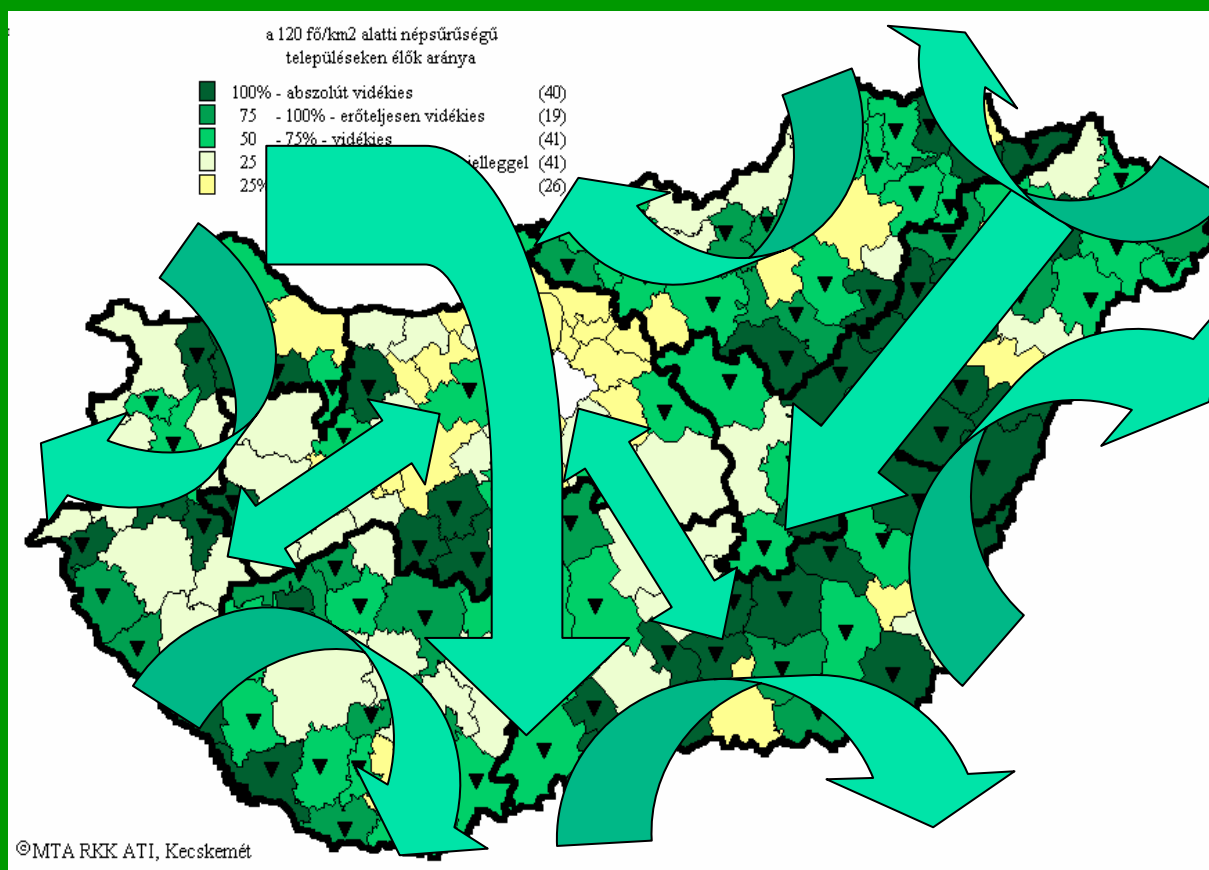 a 120 fő/km2 alatti népsűrűségű
településeken élők aránya
100% - abszolút vidékies (40)
75 - 100% - erőteljesen vidékies (19)
50 - 75% - vidékies (41)
25 jelleggel (41)
25% (26)
©MTA RKK ATI, Kecskemét